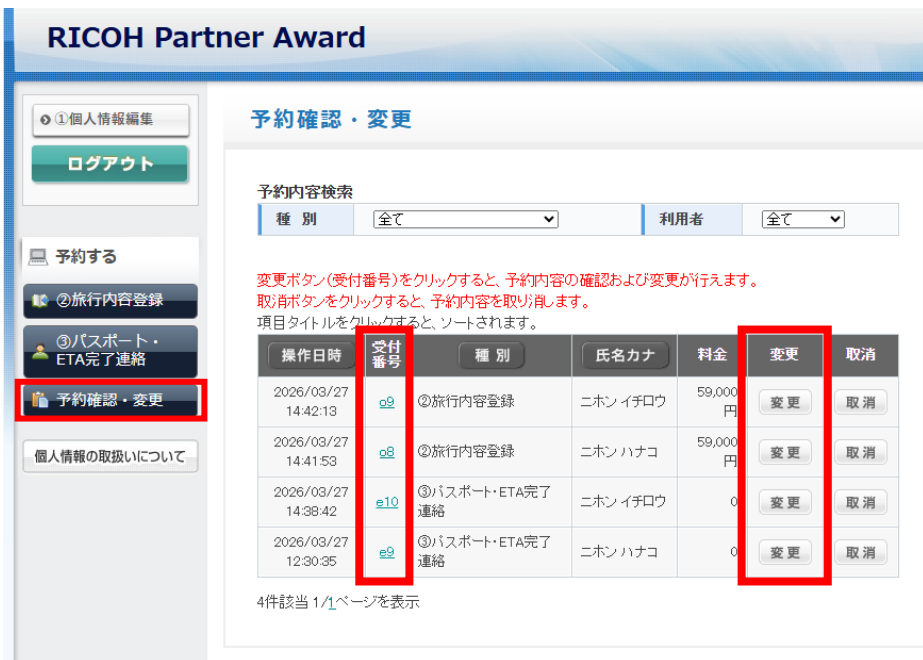 RICOH Partner Award
①個人情報編集
ログアウト
予約する
②旅行内容登録
③パスポート・
ETA完了連絡
予約確認・変更
個人情報の取扱いについて
予約確認・変更
予約内容検索
種 別 全て 利用者 全て
変更ボタン(受付番号)をクリックすると、予約内容の確認および変更が行えます。
取消ボタンをクリックすると、予約内容を取り消します。
項目タイトルをクリックすると、ソートされます。
操作日時 受付番号 種 別 氏名カナ 料金 変更 取消
2026/03/27 14:42:13 o9 ②旅行内容登録 ニホン イチロウ 59,000円 変更 取消
2026/03/27 14:41:53 o8 ②旅行内容登録 ニホン ハナコ 59,000円 変更 取消
2026/03/27 14:38:42 e10 ③パスポート・ETA完了連絡 ニホン イチロウ 0 変更 取消
2026/03/27 12:30:35 e9 ③パスポート・ETA完了連絡 ニホン ハナコ 0 変更 取消
4件該当 1/1ページを表示